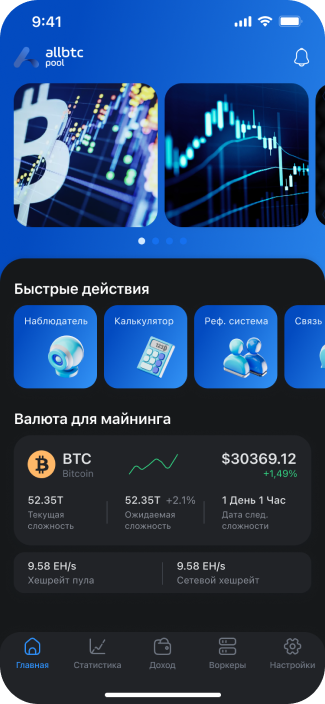 9:41
allbtc
pool
Быстрые действия
Наблюдатель
Калькулятор
Реф. система
Связь
Валюта для майнинга
BTC
Bitcoin
$30369.12
+1,49%
52.35T
Текущая
сложность
52.35T +2.1%
Ожидаемая
сложность
1 День 1 Час
Дата след.
сложности
9.58 EH/s
Хешрейт пула
9.58 EH/s
Сетевой хешрейт
Главная
Статистика
Доход
Воркеры
Настройки